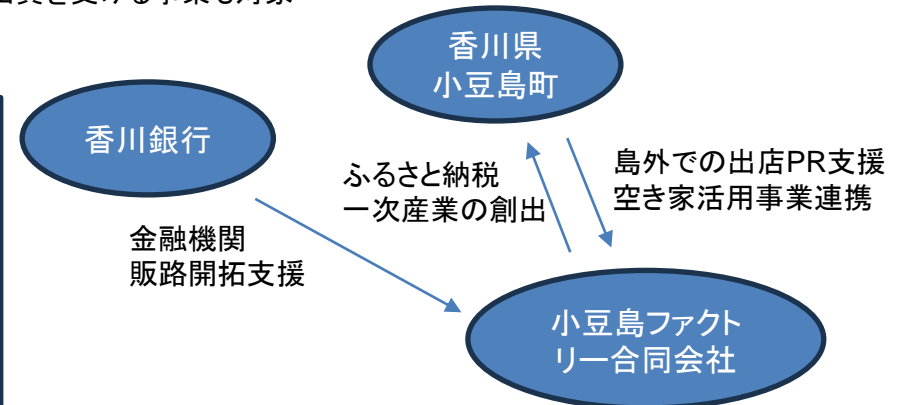 香川県
小豆島町
香川銀行
ふるさと納税
一次産業の創出
島外での出店PR支援
空き家活用事業連携
金融機関
販路開拓支援
小豆島ファクト
リー合同会社